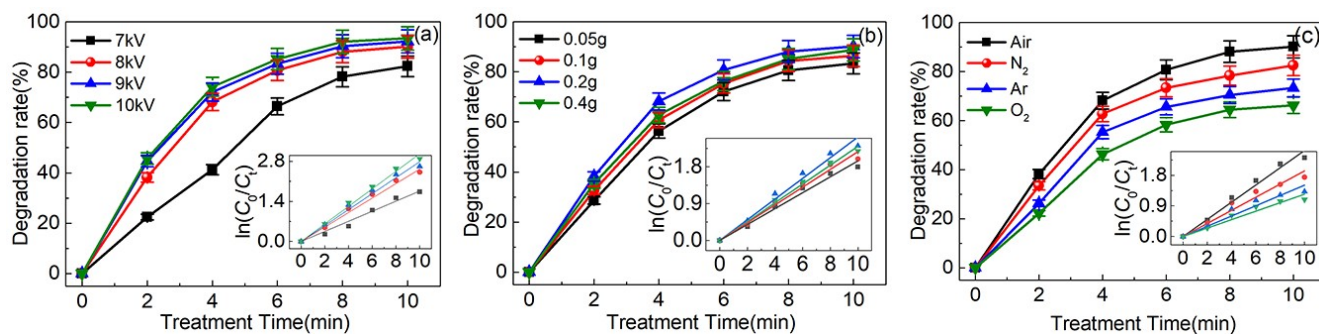 (a)
7kV
8kV
9kV
10kV
Degradation rate(%)
100
80
60
40
20
0
0 2 4 6 8 10
Treatment Time(min)
ln(C₀/Cₜ)
2.8
1.4
0.0
0 2 4 6 8 10
(b)
0.05g
0.1g
0.2g
0.4g
Degradation rate(%)
100
80
60
40
20
0
0 2 4 6 8 10
Treatment Time(min)
ln(C₀/Cₜ)
1.8
0.9
0.0
0 2 4 6 8 10
(c)
Air
N₂
Ar
O₂
Degradation rate(%)
100
80
60
40
20
0
0 2 4 6 8 10
Treatment Time(min)
ln(C₀/Cₜ)
1.8
0.9
0.0
0 2 4 6 8 10